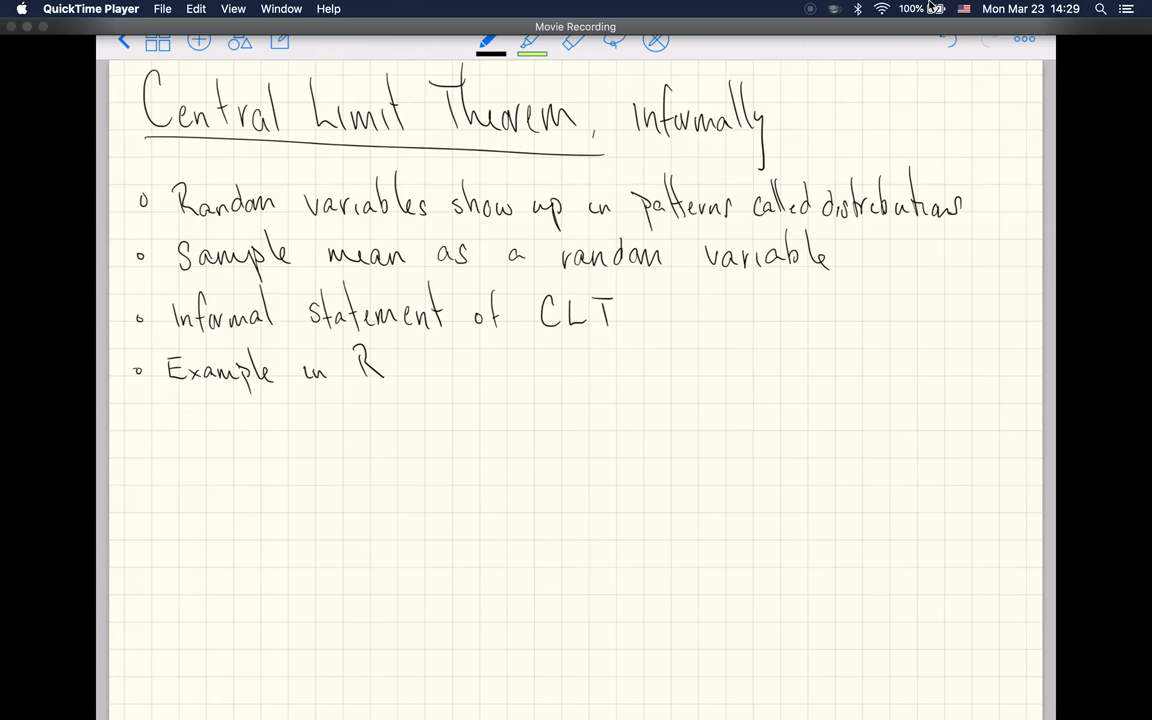 QuickTime Player File Edit View Window Help 100% Mon Mar 23 14:29
Movie Recording
Central Limit Theorem, Informally
Random variables show up in patterns called distributions
Sample mean as a random variable
Informal statement of CLT
Example in R